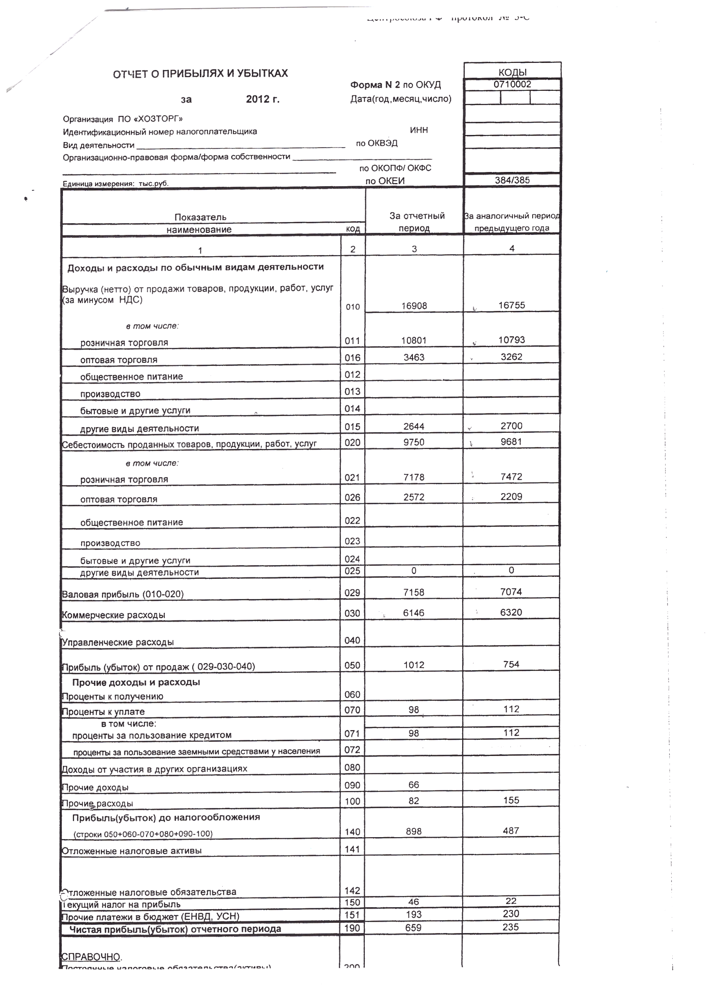 протокол № 3-С
ОТЧЕТ О ПРИБЫЛЯХ И УБЫТКАХ
КОДЫ
Форма N 2 по ОКУД 0710002
за 2012 г. Дата(год,месяц,число)
Организация ПО «ХОЗТОРГ»
Идентификационный номер налогоплательщика ИНН
Вид деятельности по ОКВЭД
Организационно-правовая форма/форма собственности
по ОКОПФ/ ОКФС
Единица измерения: тыс.руб. по ОКЕИ 384/385
Показатель За отчетный За аналогичный период
наименование код период предыдущего года
1 2 3 4
Доходы и расходы по обычным видам деятельности
Выручка (нетто) от продажи товаров, продукции, работ, услуг
(за минусом НДС) 010 16908 16755
в том числе:
розничная торговля 011 10801 10793
оптовая торговля 016 3463 3262
общественное питание 012
производство 013
бытовые и другие услуги 014
другие виды деятельности 015 2644 2700
Себестоимость проданных товаров, продукции, работ, услуг 020 9750 9681
в том числе:
розничная торговля 021 7178 7472
оптовая торговля 026 2572 2209
общественное питание 022
производство 023
бытовые и другие услуги 024
другие виды деятельности 025 0 0
Валовая прибыль (010-020) 029 7158 7074
Коммерческие расходы 030 6146 6320
Управленческие расходы 040
Прибыль (убыток) от продаж ( 029-030-040) 050 1012 754
Прочие доходы и расходы
Проценты к получению 060
Проценты к уплате 070 98 112
в том числе:
проценты за пользование кредитом 071 98 112
проценты за пользование заемными средствами у населения 072
Доходы от участия в других организациях 080
Прочие доходы 090 66
Прочие расходы 100 82 155
Прибыль(убыток) до налогообложения
(строки 050+060-070+080+090-100) 140 898 487
Отложенные налоговые активы 141
Отложенные налоговые обязательства 142
Текущий налог на прибыль 150 46 22
Прочие платежи в бюджет (ЕНВД, УСН) 151 193 230
Чистая прибыль(убыток) отчетного периода 190 659 235
СПРАВОЧНО.
Постоянные налоговые обязательства(активы) 200